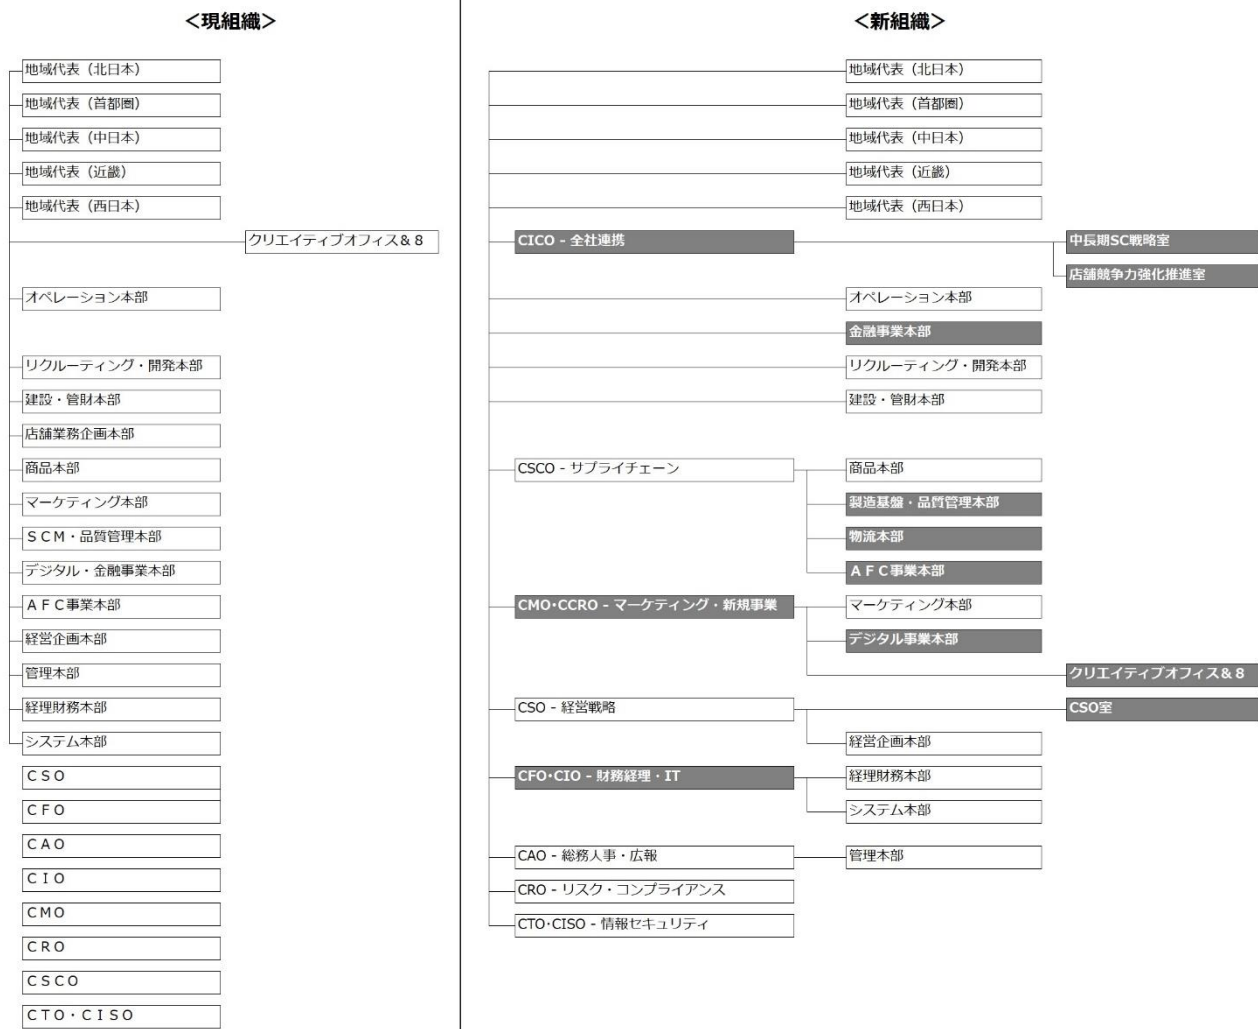 ＜現組織＞
地域代表（北日本）
地域代表（首都圏）
地域代表（中日本）
地域代表（近畿）
地域代表（西日本）
クリエイティブオフィス＆８
オペレーション本部
リクルーティング・開発本部
建設・管財本部
店舗業務企画本部
商品本部
マーケティング本部
ＳＣＭ・品質管理本部
デジタル・金融事業本部
ＡＦＣ事業本部
経営企画本部
管理本部
経理財務本部
システム本部
ＣＳＯ
ＣＦＯ
ＣＡＯ
ＣＩＯ
ＣＭＯ
ＣＲＯ
ＣＳＣＯ
ＣＴＯ・ＣＩＳＯ
＜新組織＞
地域代表（北日本）
地域代表（首都圏）
地域代表（中日本）
地域代表（近畿）
地域代表（西日本）
CICO - 全社連携
中長期SC戦略室
店舗競争力強化推進室
オペレーション本部
金融事業本部
リクルーティング・開発本部
建設・管財本部
CSCO - サプライチェーン
商品本部
製造基盤・品質管理本部
物流本部
ＡＦＣ事業本部
CMO・CCRO - マーケティング・新規事業
マーケティング本部
デジタル事業本部
クリエイティブオフィス＆８
CSO - 経営戦略
CSO室
経営企画本部
CFO・CIO - 財務経理・IT
経理財務本部
システム本部
CAO - 総務人事・広報
管理本部
CRO - リスク・コンプライアンス
CTO・CISO - 情報セキュリティ